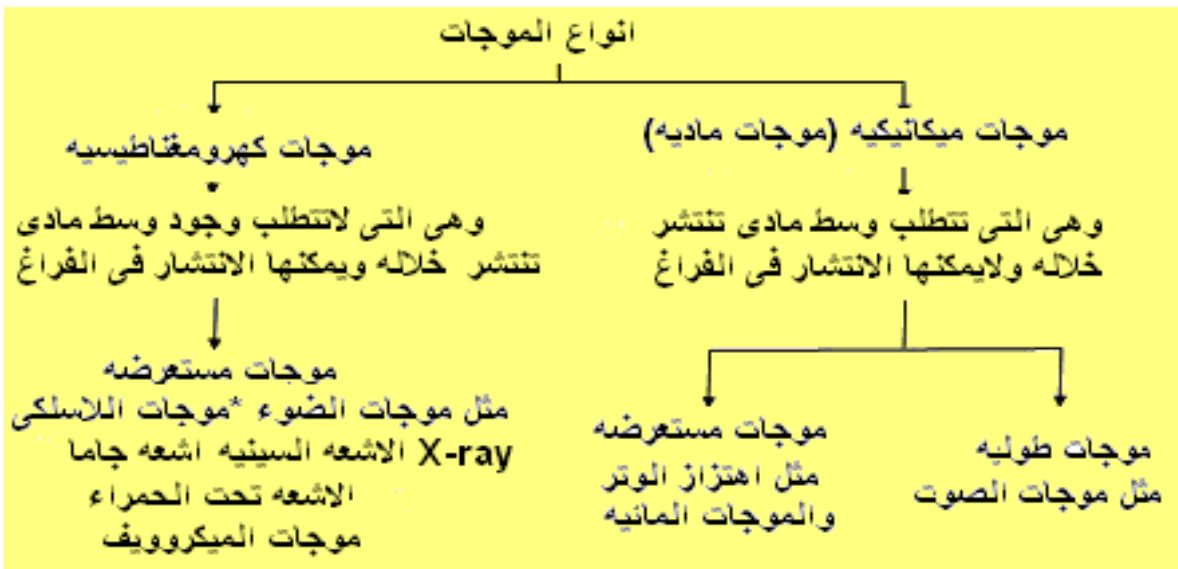 انواع الموجات
موجات ميكانيكيه (موجات ماديه)
وهى التى تتطلب وسط مادى تنتشر
خلاله ولايمكنها الانتشار فى الفراغ
موجات طوليه
مثل موجات الصوت
موجات مستعرضه
مثل اهتزاز الوتر
والموجات المائيه
موجات كهرومغناطيسيه
وهى التى لاتتطلب وجود وسط مادى
تنتشر خلاله ويمكنها الانتشار فى الفراغ
موجات مستعرضه
مثل موجات الضوء *موجات اللاسلكى
X-ray الاشعه السينيه اشعه جاما
الاشعه تحت الحمراء
موجات الميكروويف